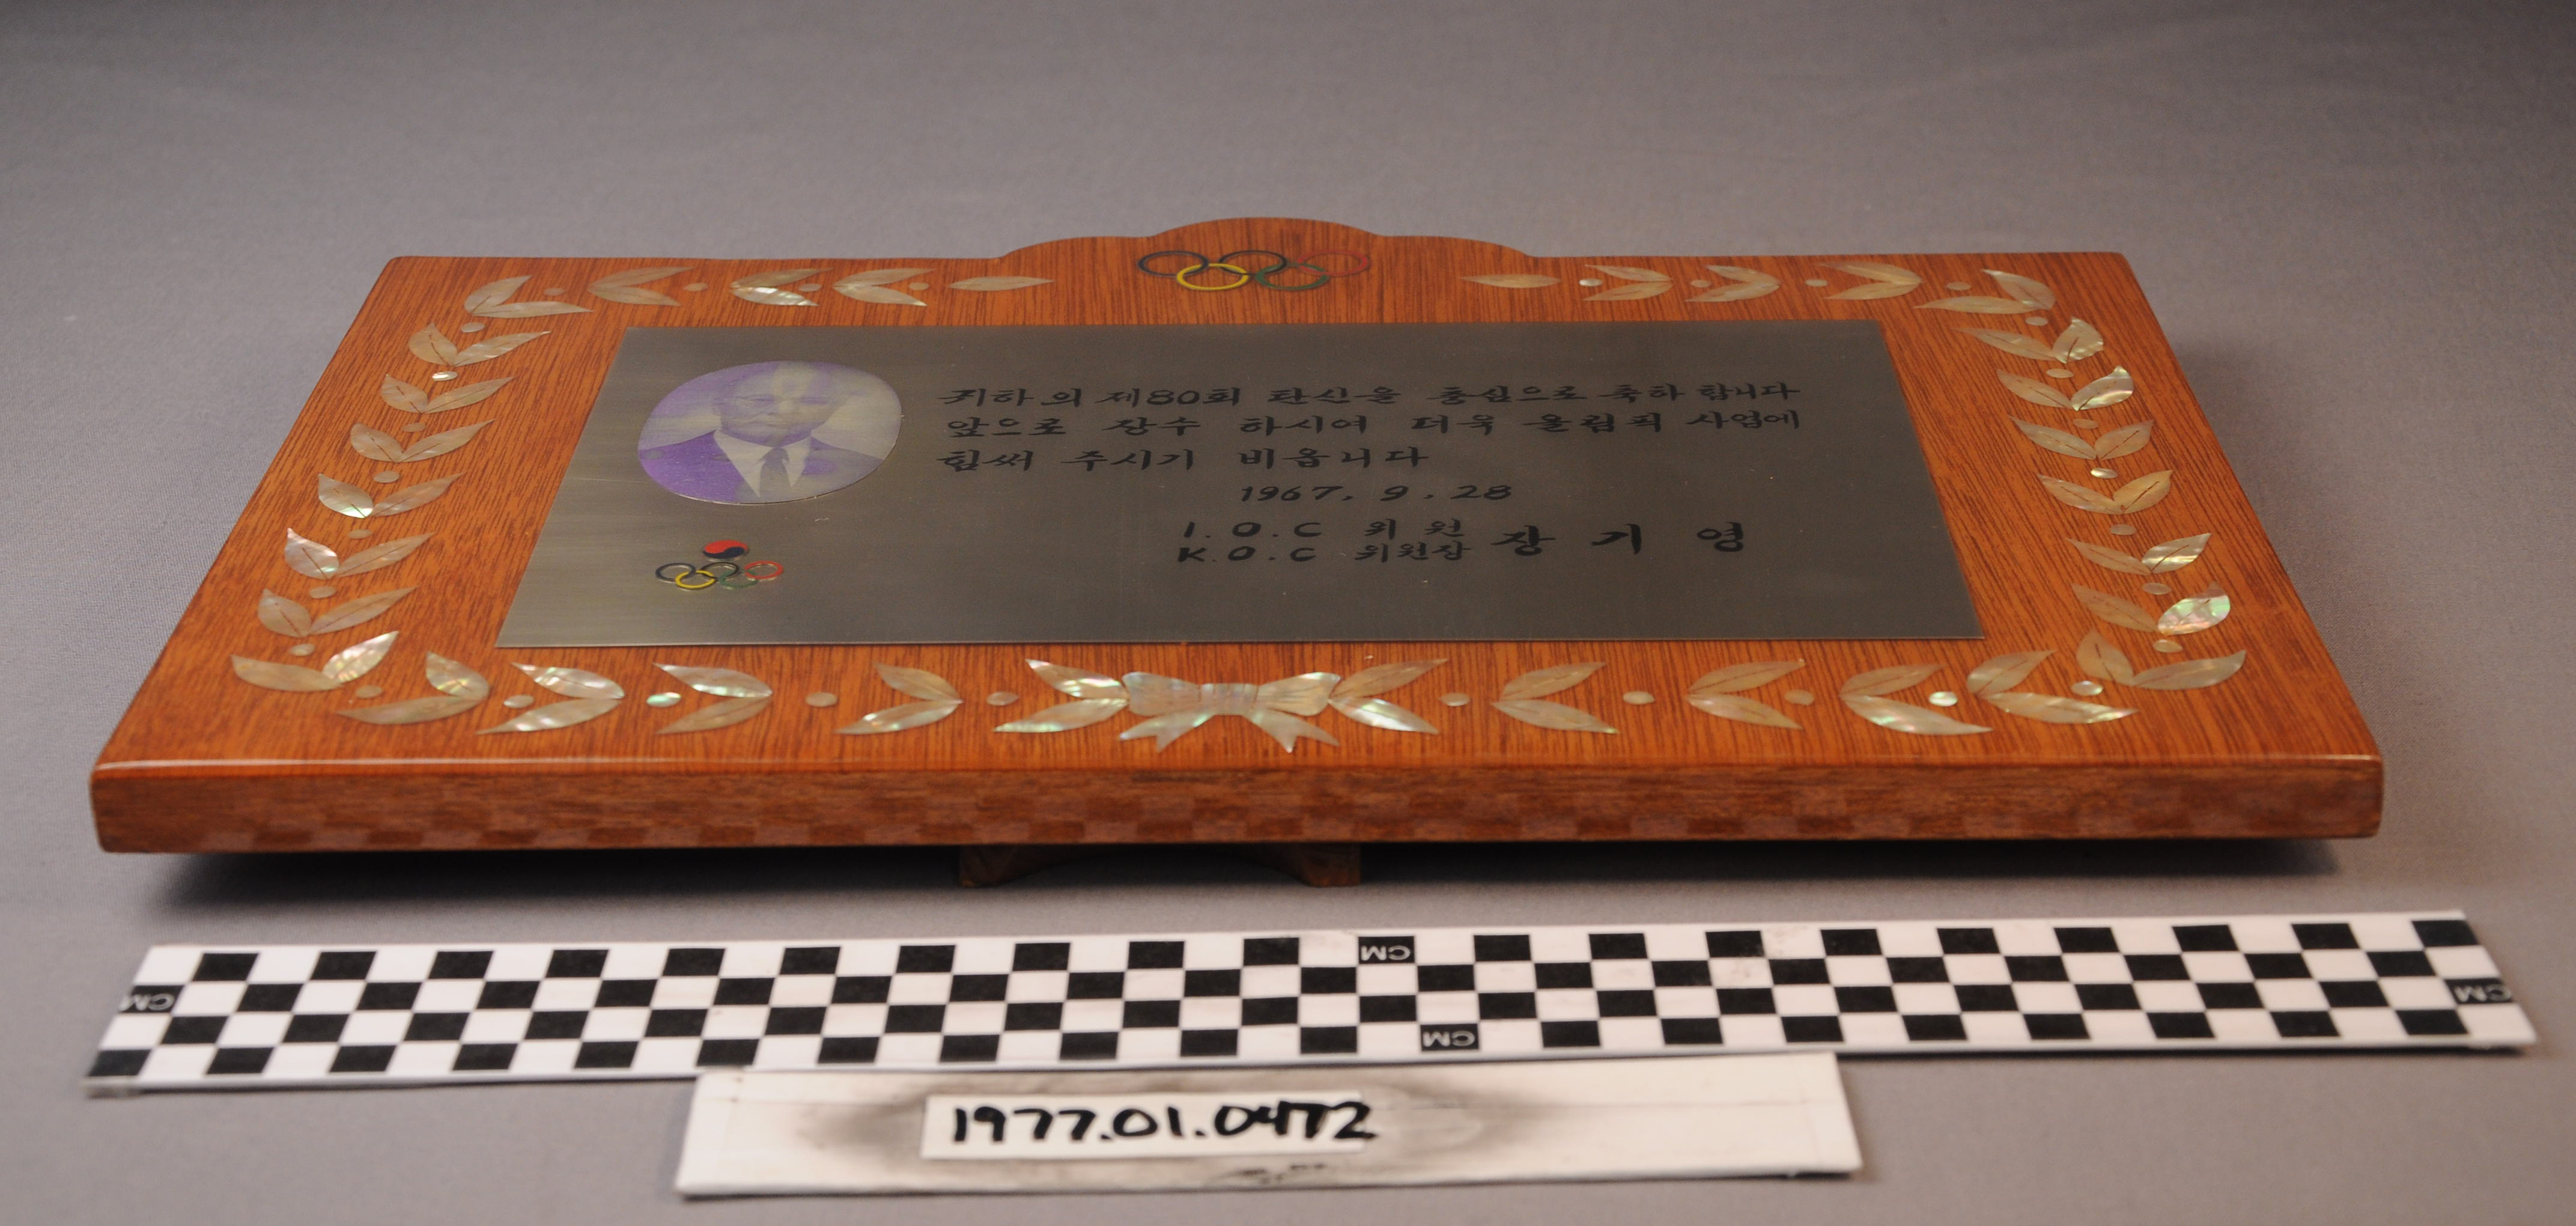 귀하의 제80회 탄신을 충심으로 축하 합니다
앞으로 장수 하시여 더욱 올림픽 사업에
힘써 주시기 비옵니다
1967, 9. 28
I.O.C 위원
K.O.C 위원장 장기영
CM
CM
CM
CM
1977.01.0472